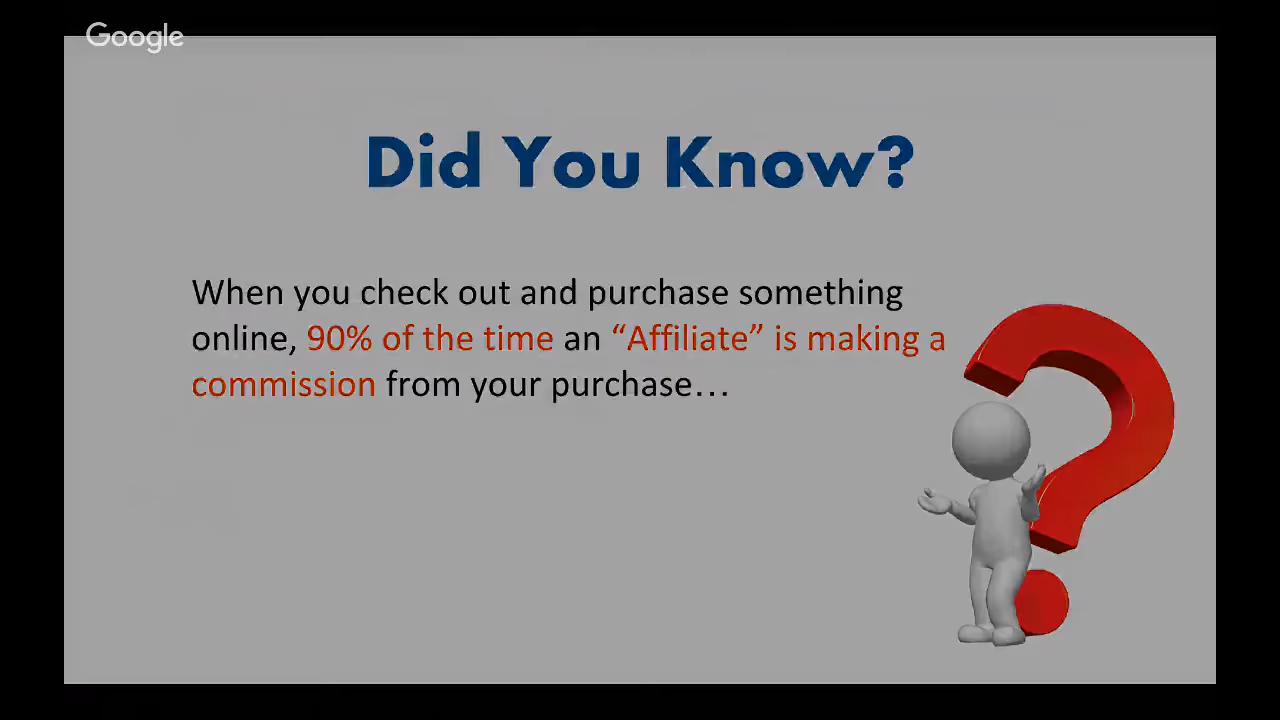 Google
Did You Know?
When you check out and purchase something
online, 90% of the time an “Affiliate” is making a
commission from your purchase…